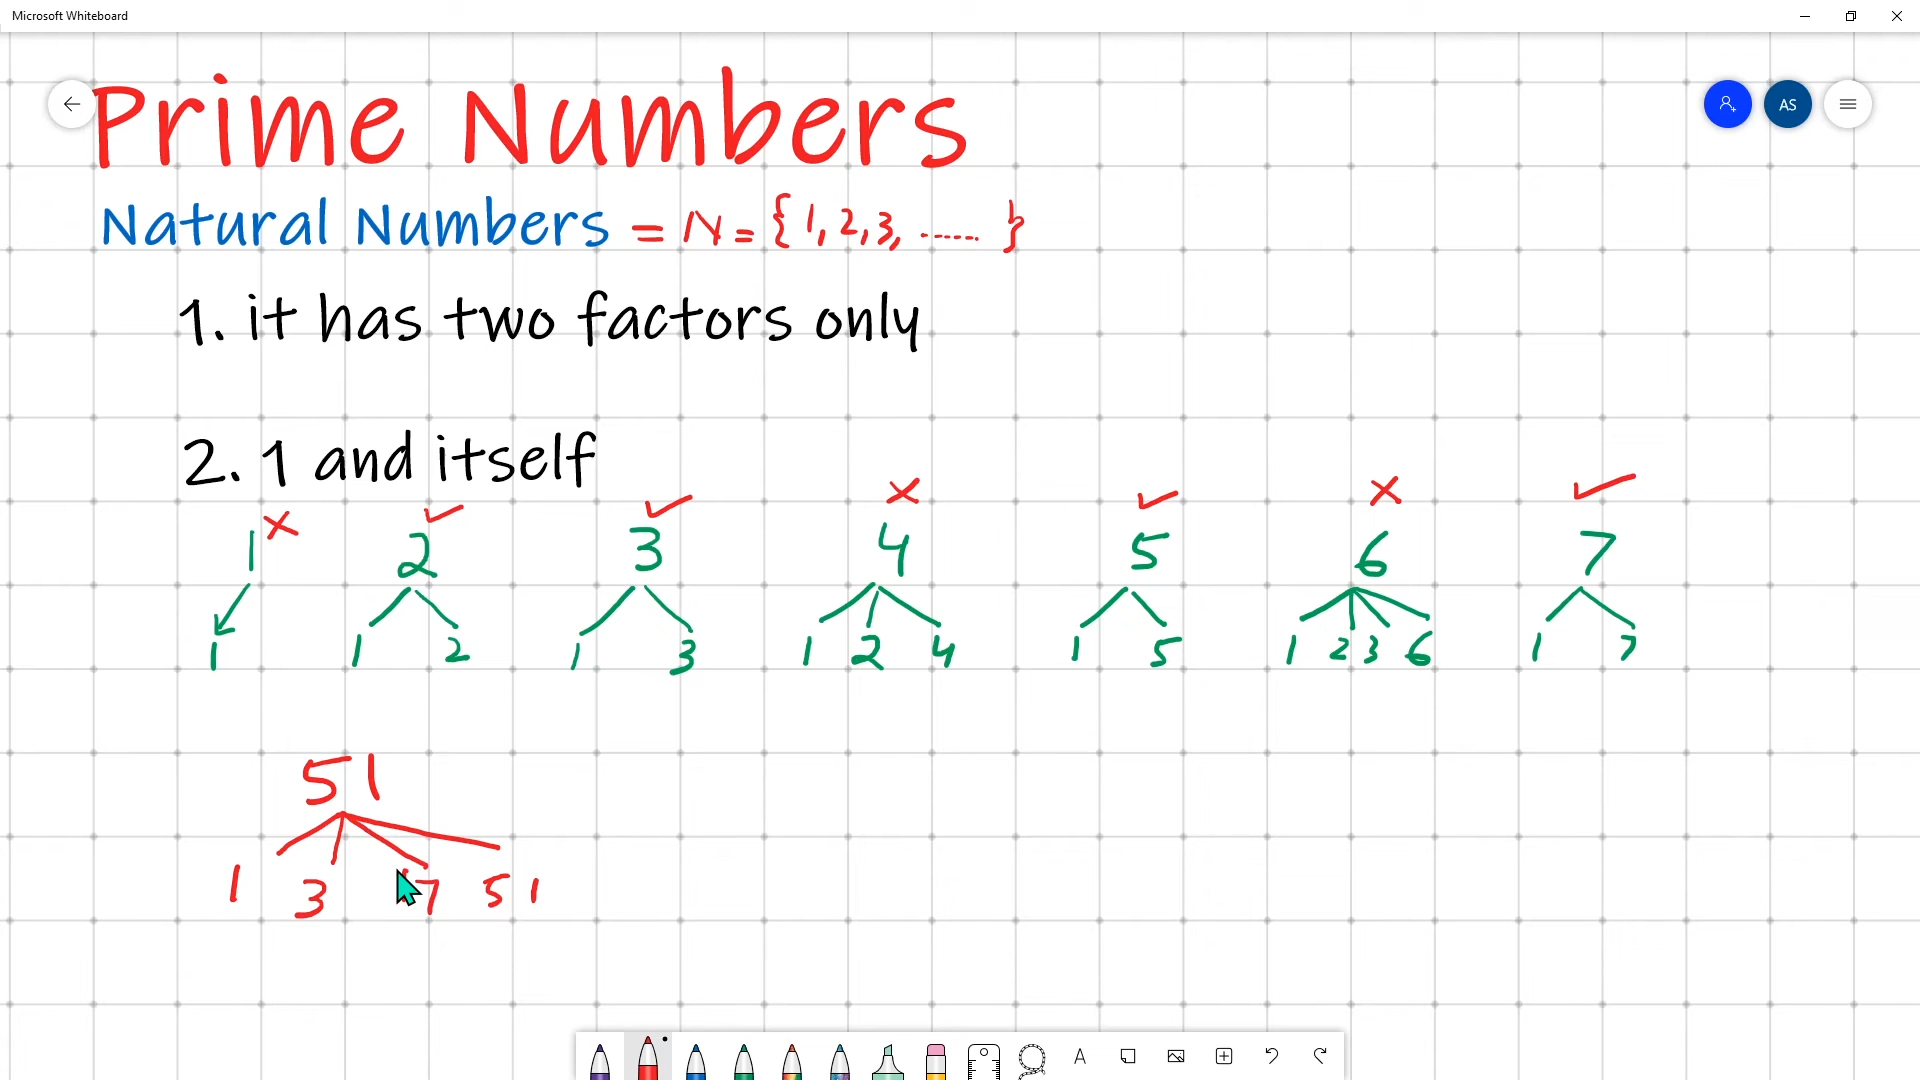 Microsoft Whiteboard
Prime Numbers
AS
Natural Numbers = N = {1, 2, 3, ...... }
1. it has two factors only
2. 1 and itself
1 2 3 4 5 6 7
1 1 2 1 3 1 2 4 1 5 1 2 3 6 1 7
51
1 3 17 51
A